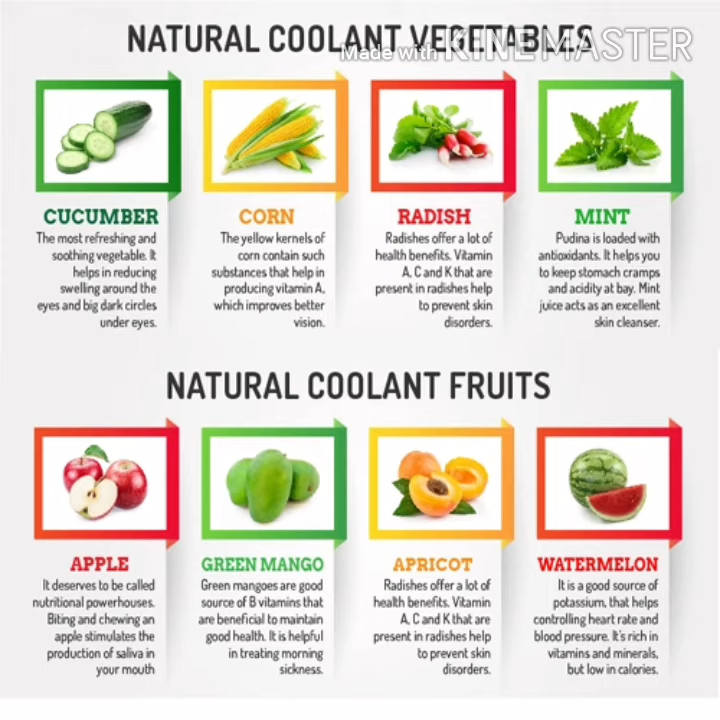 NATURAL COOLANT VEGETABLES
Made with KINEMASTER
CUCUMBER
The most refreshing and
soothing vegetable. It
helps in reducing
swelling around the
eyes and big dark circles
under eyes.
CORN
The yellow kernels of
corn contain such
substances that help in
producing vitamin A,
which improves better
vision.
RADISH
Radishes offer a lot of
health benefits. Vitamin
A, C and K that are
present in radishes help
to prevent skin
disorders.
MINT
Pudina is loaded with
antioxidants. It helps you
to keep stomach cramps
and acidity at bay. Mint
juice acts as an excellent
skin cleanser.
NATURAL COOLANT FRUITS
APPLE
It deserves to be called
nutritional powerhouses.
Biting and chewing an
apple stimulates the
production of saliva in
your mouth
GREEN MANGO
Green mangoes are good
source of B vitamins that
are beneficial to maintain
good health. It is helpful
in treating morning
sickness.
APRICOT
Radishes offer a lot of
health benefits. Vitamin
A, C and K that are
present in radishes help
to prevent skin
disorders.
WATERMELON
It is a good source of
potassium, that helps
controlling heart rate and
blood pressure. It's rich in
vitamins and minerals,
but low in calories.